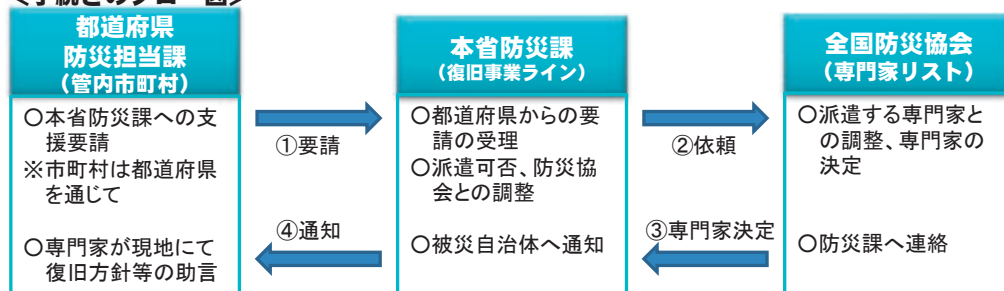 都道府県
防災担当課
(管内市町村)
○本省防災課への支
援要請
※市町村は都道府県
を通じて
○専門家が現地にて
復旧方針等の助言
①要請
④通知
本省防災課
(復旧事業ライン)
○都道府県からの要
請の受理
○派遣可否、防災協
会との調整
○被災自治体へ通知
②依頼
③専門家決定
全国防災協会
(専門家リスト)
○派遣する専門家と
の調整、専門家の
決定
○防災課へ連絡